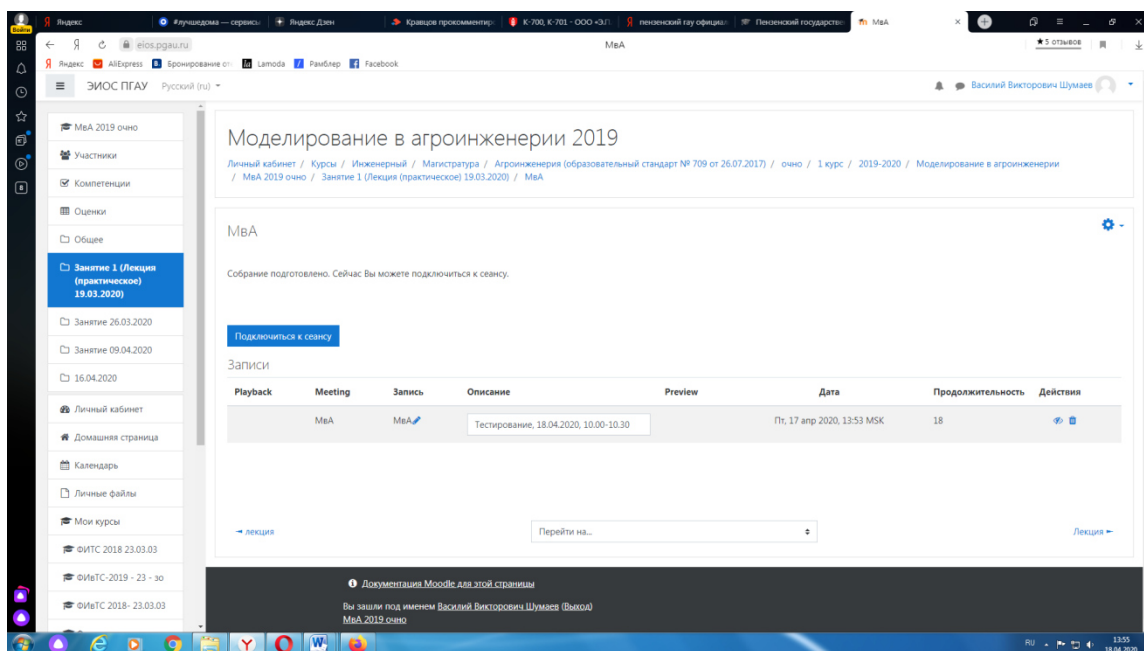 Войти
Яндекс
#лучшедома — сервисы
Яндекс Дзен
Кравцов прокомментир
К-700, К-701 - ООО «З.П.
пензенский гау официал
Пензенский государстве
МвА
eios.pgau.ru
МвА
5 отзывов
Яндекс
AliExpress
Бронирование от
Lamoda
Рамблер
Facebook
ЭИОС ПГАУ
Русский (ru)
Василий Викторович Шумаев
МвА 2019 очно
Участники
Компетенции
Оценки
Общее
Занятие 1 (Лекция
(практическое)
19.03.2020)
Занятие 26.03.2020
Занятие 09.04.2020
16.04.2020
Личный кабинет
Домашняя страница
Календарь
Личные файлы
Мои курсы
ФИТС 2018 23.03.03
ФИвТС-2019 - 23 - зо
ФИвТС 2018- 23.03.03
Моделирование в агроинженерии 2019
Личный кабинет / Курсы / Инженерный / Магистратура / Агроинженерия (образовательный стандарт № 709 от 26.07.2017) / очно / 1 курс / 2019-2020 / Моделирование в агроинженерии
/ МвА 2019 очно / Занятие 1 (Лекция (практическое) 19.03.2020) / МвА
МвА
Собрание подготовлено. Сейчас Вы можете подключиться к сеансу.
Подключиться к сеансу
Записи
Playback Meeting Запись Описание Preview Дата Продолжительность Действия
МвА МвА Тестирование, 18.04.2020, 10.00-10.30 Пт, 17 апр 2020, 13:53 MSK 18
лекция
Перейти на...
Лекция
Документация Moodle для этой страницы
Вы зашли под именем Василий Викторович Шумаев (Выход)
МвА 2019 очно
RU
13:55
18.04.2020